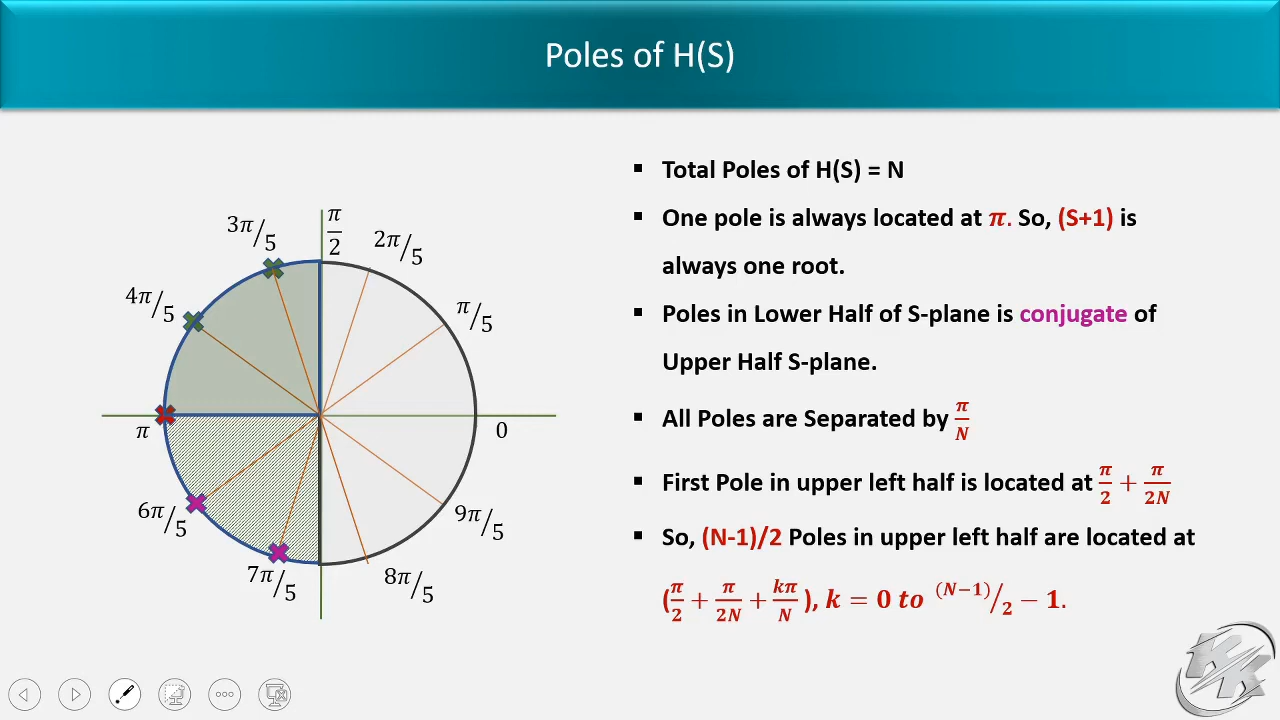 Poles of H(S)
3π/5
π/2
2π/5
4π/5
π/5
π
0
6π/5
9π/5
7π/5
8π/5
▪ Total Poles of H(S) = N
▪ One pole is always located at π. So, (S+1) is
always one root.
▪ Poles in Lower Half of S-plane is conjugate of
Upper Half S-plane.
▪ All Poles are Separated by π/N
▪ First Pole in upper left half is located at π/2 + π/2N
▪ So, (N-1)/2 Poles in upper left half are located at
(π/2 + π/2N + kπ/N), k = 0 to (N−1)/2 − 1.
KK